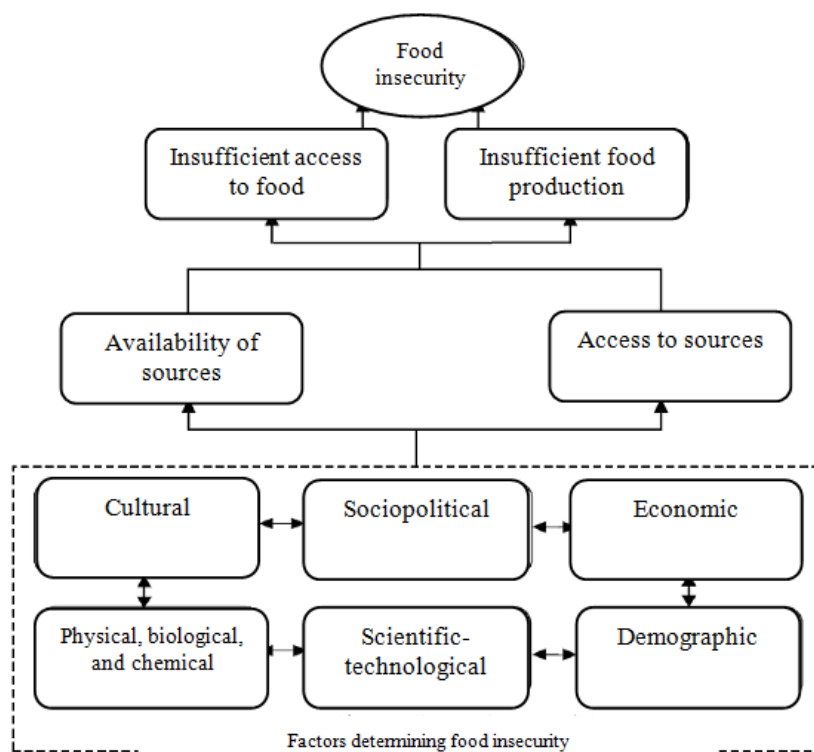 Food
insecurity
Insufficient access
to food
Insufficient food
production
Availability of
sources
Access to sources
Cultural
Sociopolitical
Economic
Physical, biological,
and chemical
Scientific-
technological
Demographic
Factors determining food insecurity